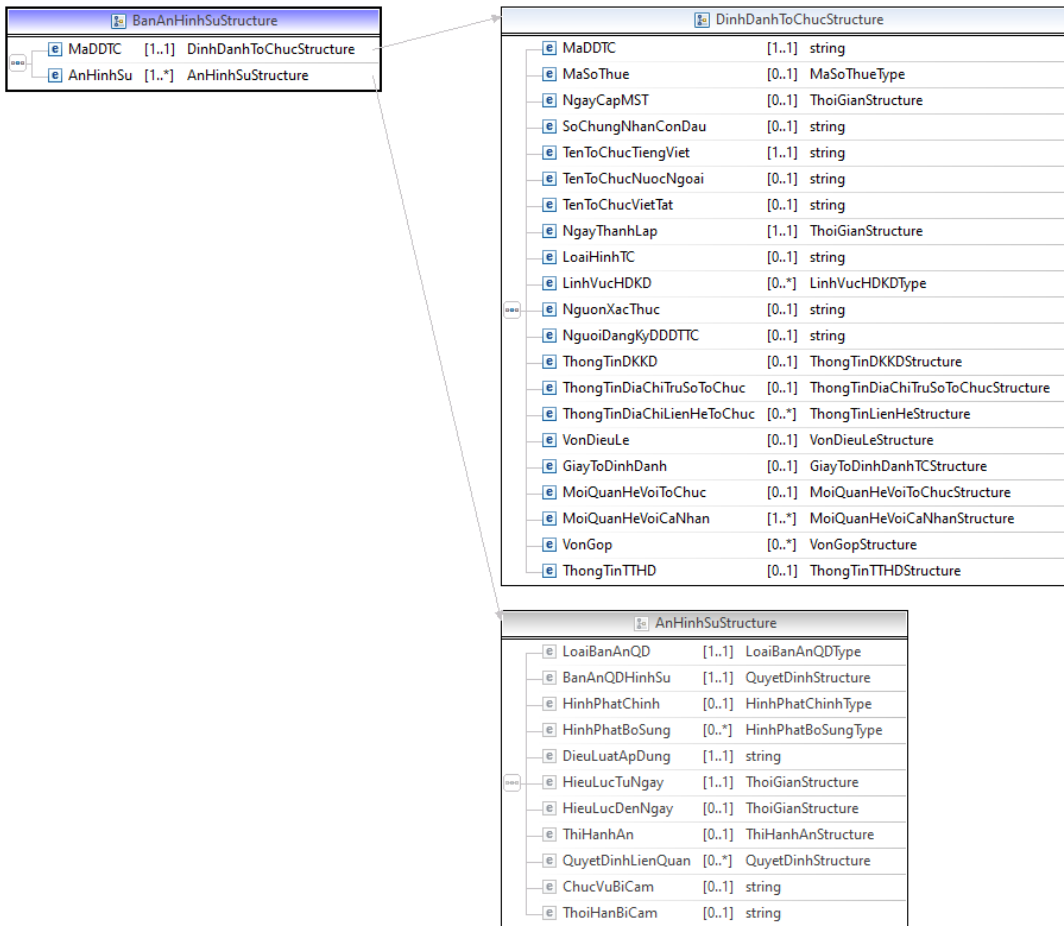 BanAnHinhSuStructure
MaDDTC [1..1] DinhDanhToChucStructure
AnHinhSu [1..*] AnHinhSuStructure
DinhDanhToChucStructure
MaDDTC [1..1] string
MaSoThue [0..1] MaSoThueType
NgayCapMST [0..1] ThoiGianStructure
SoChungNhanConDau [0..1] string
TenToChucTiengViet [1..1] string
TenToChucNuocNgoai [0..1] string
TenToChucVietTat [0..1] string
NgayThanhLap [1..1] ThoiGianStructure
LoaiHinhTC [0..1] string
LinhVucHDKD [0..*] LinhVucHDKDType
NguonXacThuc [0..1] string
NguoiDangKyDDDTTC [0..1] string
ThongTinDKKD [0..1] ThongTinDKKDStructure
ThongTinDiaChiTruSoToChuc [0..1] ThongTinDiaChiTruSoToChucStructure
ThongTinDiaChiLienHeToChuc [0..*] ThongTinLienHeStructure
VonDieuLe [0..1] VonDieuLeStructure
GiayToDinhDanh [0..1] GiayToDinhDanhTCStructure
MoiQuanHeVoiToChuc [0..1] MoiQuanHeVoiToChucStructure
MoiQuanHeVoiCaNhan [1..*] MoiQuanHeVoiCaNhanStructure
VonGop [0..*] VonGopStructure
ThongTinTTHD [0..1] ThongTinTTHDStructure
AnHinhSuStructure
LoaiBanAnQD [1..1] LoaiBanAnQDType
BanAnQDHinhSu [1..1] QuyetDinhStructure
HinhPhatChinh [0..1] HinhPhatChinhType
HinhPhatBoSung [0..*] HinhPhatBoSungType
DieuLuatApDung [1..1] string
HieuLucTuNgay [1..1] ThoiGianStructure
HieuLucDenNgay [0..1] ThoiGianStructure
ThiHanhAn [0..1] ThiHanhAnStructure
QuyetDinhLienQuan [0..*] QuyetDinhStructure
ChucVuBiCam [0..1] string
ThoiHanBiCam [0..1] string